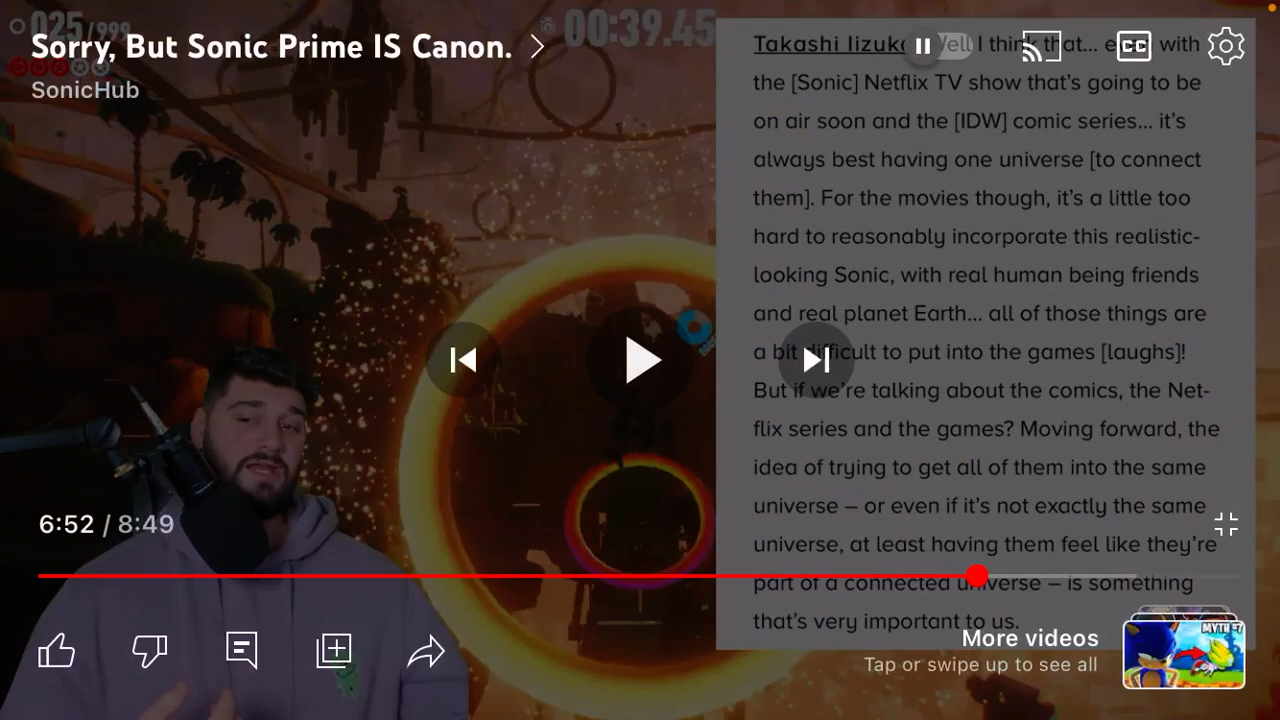 025/999
00:39.45
Sorry, But Sonic Prime IS Canon.
SonicHub
CC
Takashi Iizuka I think that... with
the [Sonic] Netflix TV show that's going to be
on air soon and the [IDW] comic series... it's
always best having one universe [to connect
them]. For the movies though, it's a little too
hard to reasonably incorporate this realistic-
looking Sonic, with real human being friends
and real planet Earth... all of those things are
a bit difficult to put into the games [laughs]!
But if we're talking about the comics, the Net-
flix series and the games? Moving forward, the
idea of trying to get all of them into the same
universe – or even if it's not exactly the same
universe, at least having them feel like they're
part of a connected universe – is something
that's very important to us.
6:52 / 8:49
More videos
Tap or swipe up to see all
MYTH #7